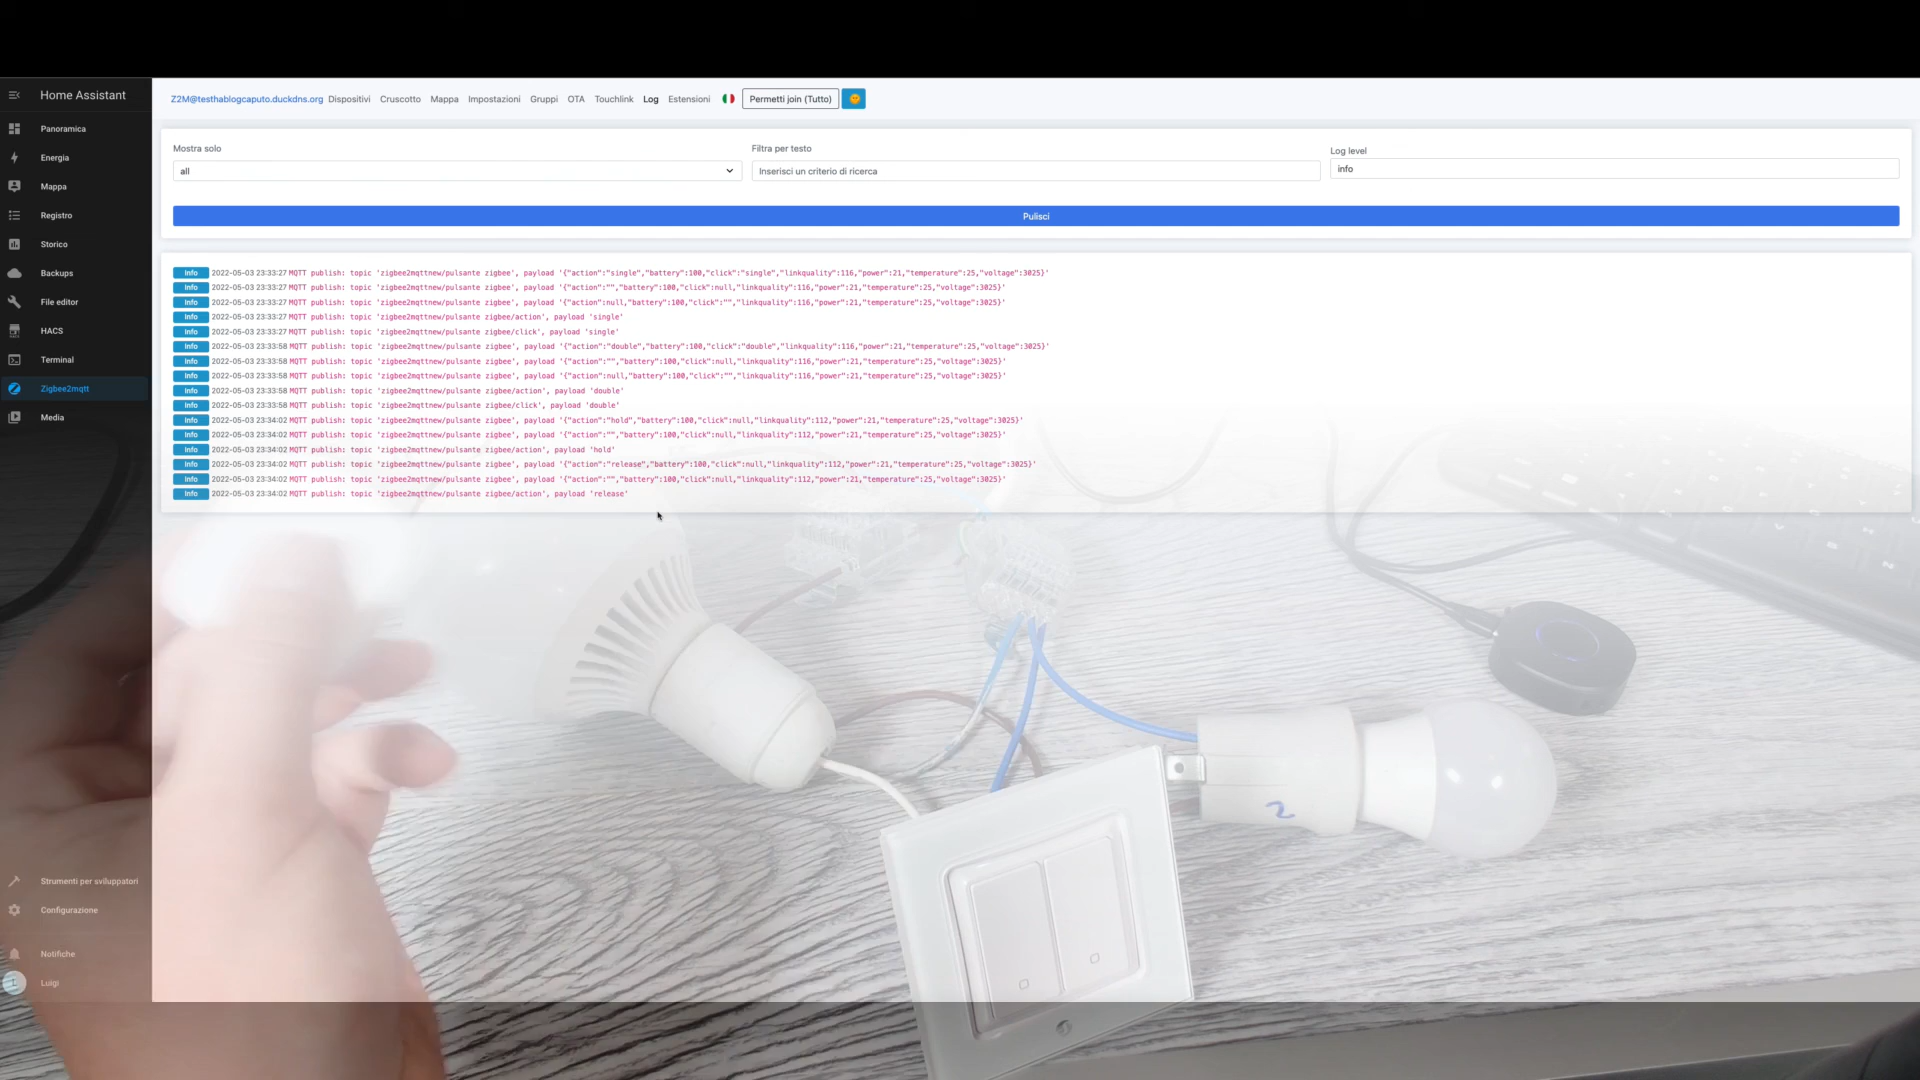 Home Assistant
Panoramica
Energia
Mappa
Registro
Storico
Backups
File editor
HACS
Terminal
Zigbee2mqtt
Media
Strumenti per sviluppatori
Configurazione
Notifiche
Luigi
Z2M@testhablogcaputo.duckdns.org Dispositivi Cruscotto Mappa Impostazioni Gruppi OTA Touchlink Log Estensioni Permetti join (Tutto)
Mostra solo
all
Filtra per testo
Inserisci un criterio di ricerca
Log level
info
Pulisci
Info 2022-05-03 23:33:27 MQTT publish: topic 'zigbee2mqttnew/pulsante zigbee', payload '{"action":"single","battery":100,"click":"single","linkquality":116,"power":21,"temperature":25,"voltage":3025}'
Info 2022-05-03 23:33:27 MQTT publish: topic 'zigbee2mqttnew/pulsante zigbee', payload '{"action":"","battery":100,"click":null,"linkquality":116,"power":21,"temperature":25,"voltage":3025}'
Info 2022-05-03 23:33:27 MQTT publish: topic 'zigbee2mqttnew/pulsante zigbee', payload '{"action":null,"battery":100,"click":"","linkquality":116,"power":21,"temperature":25,"voltage":3025}'
Info 2022-05-03 23:33:27 MQTT publish: topic 'zigbee2mqttnew/pulsante zigbee/action', payload 'single'
Info 2022-05-03 23:33:27 MQTT publish: topic 'zigbee2mqttnew/pulsante zigbee/click', payload 'single'
Info 2022-05-03 23:33:58 MQTT publish: topic 'zigbee2mqttnew/pulsante zigbee', payload '{"action":"double","battery":100,"click":"double","linkquality":116,"power":21,"temperature":25,"voltage":3025}'
Info 2022-05-03 23:33:58 MQTT publish: topic 'zigbee2mqttnew/pulsante zigbee', payload '{"action":"","battery":100,"click":null,"linkquality":116,"power":21,"temperature":25,"voltage":3025}'
Info 2022-05-03 23:33:58 MQTT publish: topic 'zigbee2mqttnew/pulsante zigbee', payload '{"action":null,"battery":100,"click":"","linkquality":116,"power":21,"temperature":25,"voltage":3025}'
Info 2022-05-03 23:33:58 MQTT publish: topic 'zigbee2mqttnew/pulsante zigbee/action', payload 'double'
Info 2022-05-03 23:33:58 MQTT publish: topic 'zigbee2mqttnew/pulsante zigbee/click', payload 'double'
Info 2022-05-03 23:34:02 MQTT publish: topic 'zigbee2mqttnew/pulsante zigbee', payload '{"action":"hold","battery":100,"click":null,"linkquality":112,"power":21,"temperature":25,"voltage":3025}'
Info 2022-05-03 23:34:02 MQTT publish: topic 'zigbee2mqttnew/pulsante zigbee', payload '{"action":"","battery":100,"click":null,"linkquality":112,"power":21,"temperature":25,"voltage":3025}'
Info 2022-05-03 23:34:02 MQTT publish: topic 'zigbee2mqttnew/pulsante zigbee/action', payload 'hold'
Info 2022-05-03 23:34:02 MQTT publish: topic 'zigbee2mqttnew/pulsante zigbee', payload '{"action":"release","battery":100,"click":null,"linkquality":112,"power":21,"temperature":25,"voltage":3025}'
Info 2022-05-03 23:34:02 MQTT publish: topic 'zigbee2mqttnew/pulsante zigbee', payload '{"action":"","battery":100,"click":null,"linkquality":112,"power":21,"temperature":25,"voltage":3025}'
Info 2022-05-03 23:34:02 MQTT publish: topic 'zigbee2mqttnew/pulsante zigbee/action', payload 'release'
2